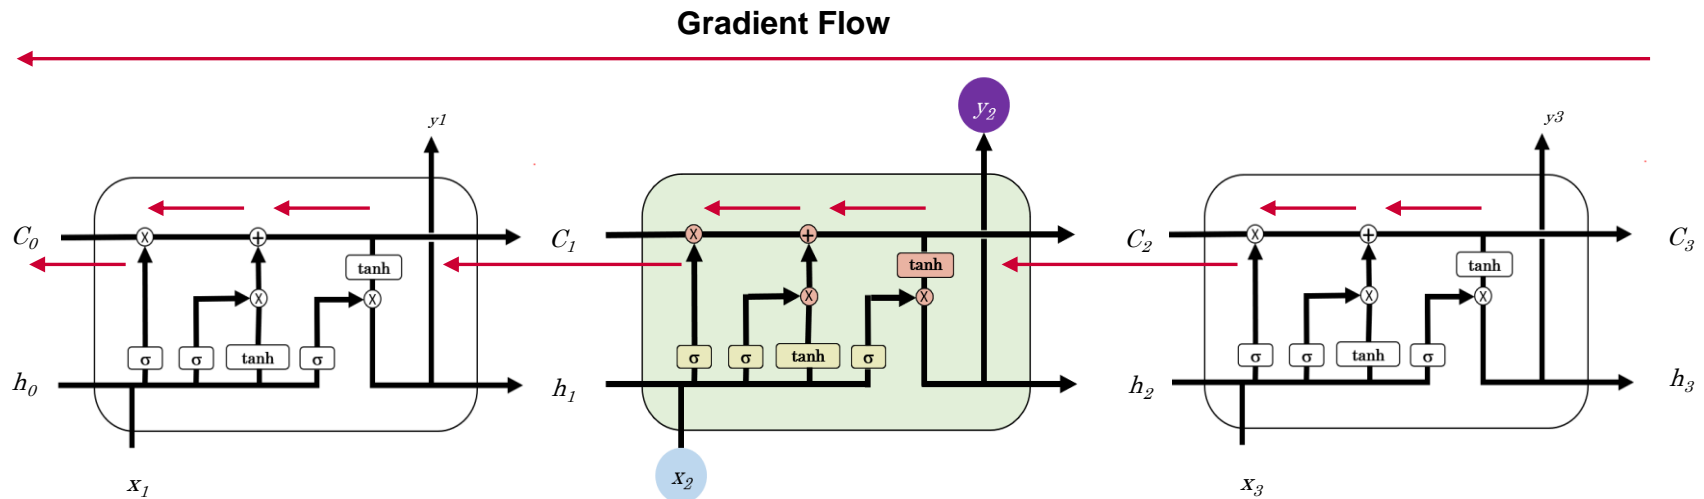 Gradient Flow
y1
y2
y3
C0
x
+
C1
x
+
C2
x
+
C3
tanh
tanh
tanh
x
x
x
x
x
x
σ
σ
tanh
σ
σ
σ
tanh
σ
σ
σ
tanh
σ
h0
h1
h2
h3
x1
x2
x3